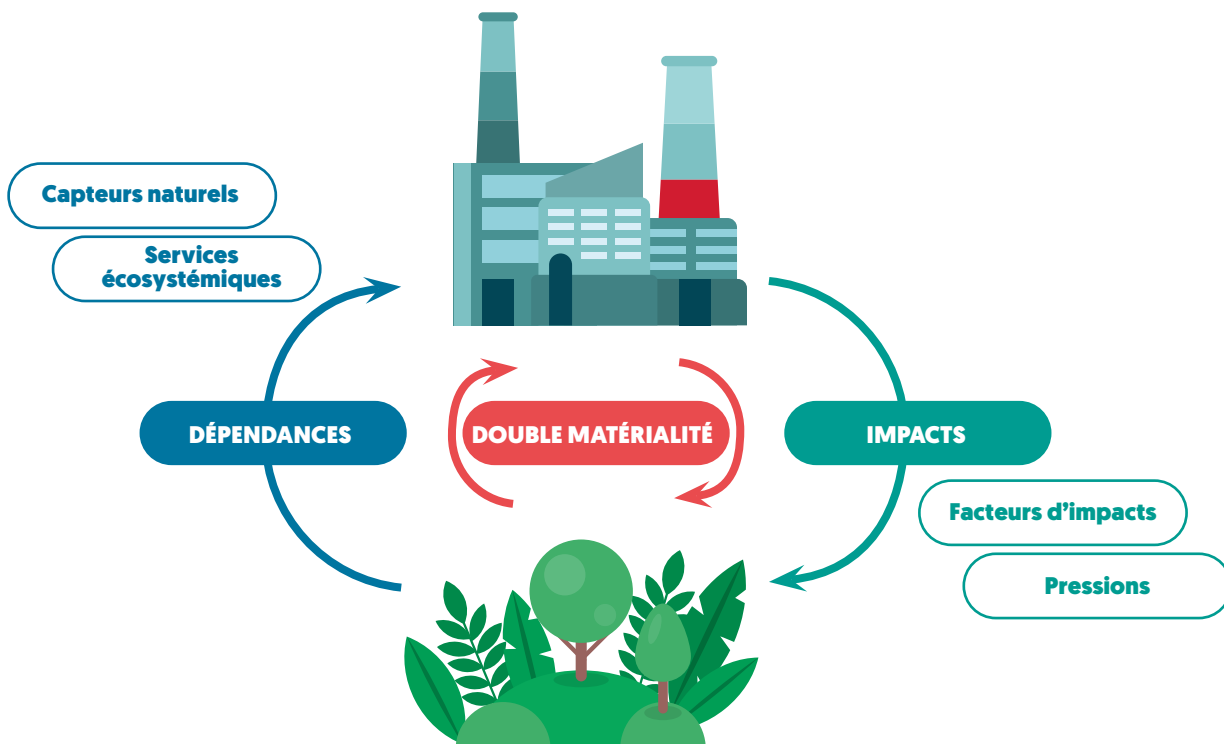 Capteurs naturels
Services
écosystémiques
DÉPENDANCES
DOUBLE MATÉRIALITÉ
IMPACTS
Facteurs d’impacts
Pressions